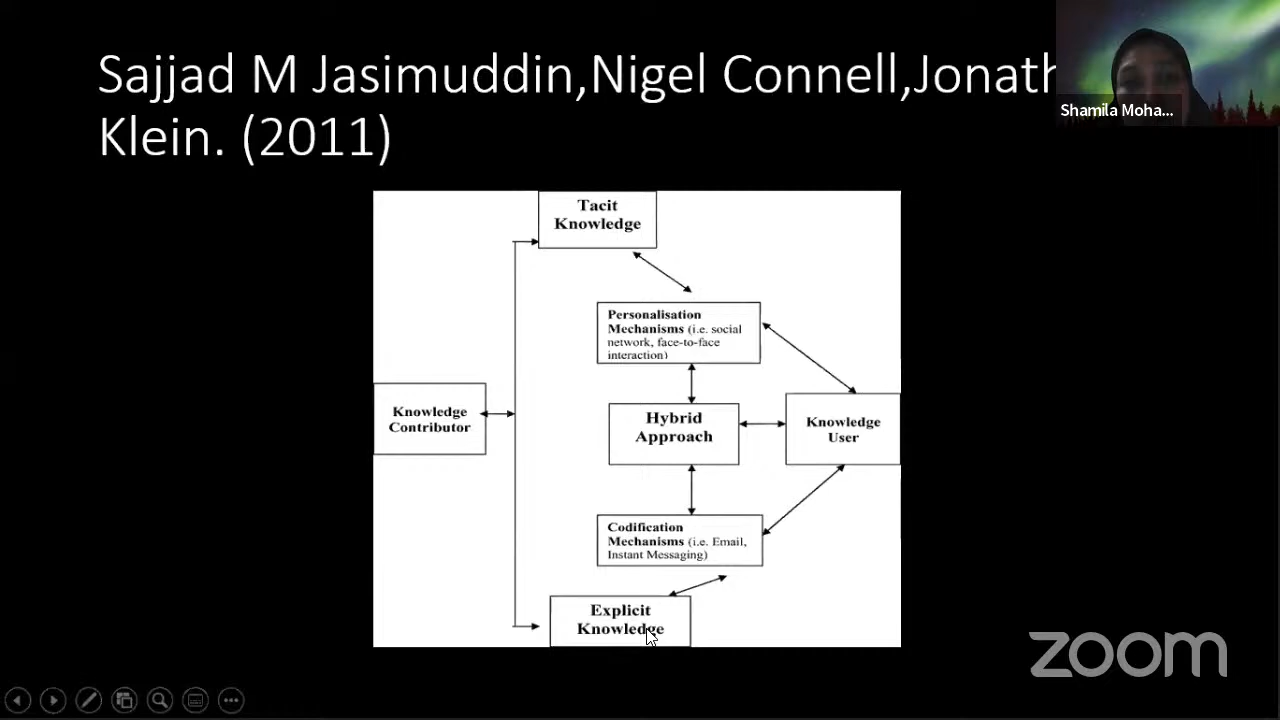 Sajjad M Jasimuddin,Nigel Connell,Jonath
Klein. (2011)
Shamila Moha...
Tacit
Knowledge
Personalisation
Mechanisms (i.e. social
network, face-to-face
interaction)
Knowledge
Contributor
Hybrid
Approach
Knowledge
User
Codification
Mechanisms (i.e. Email,
Instant Messaging)
Explicit
Knowledge
zoom